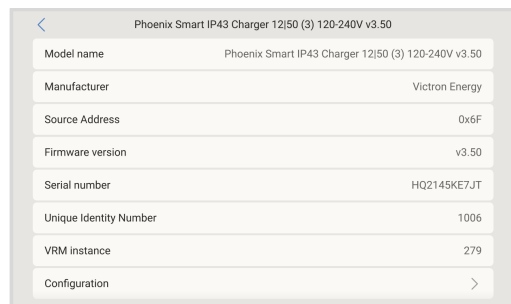 Phoenix Smart IP43 Charger 12|50 (3) 120-240V v3.50
Model name Phoenix Smart IP43 Charger 12|50 (3) 120-240V v3.50
Manufacturer Victron Energy
Source Address 0x6F
Firmware version v3.50
Serial number HQ2145KE7JT
Unique Identity Number 1006
VRM instance 279
Configuration